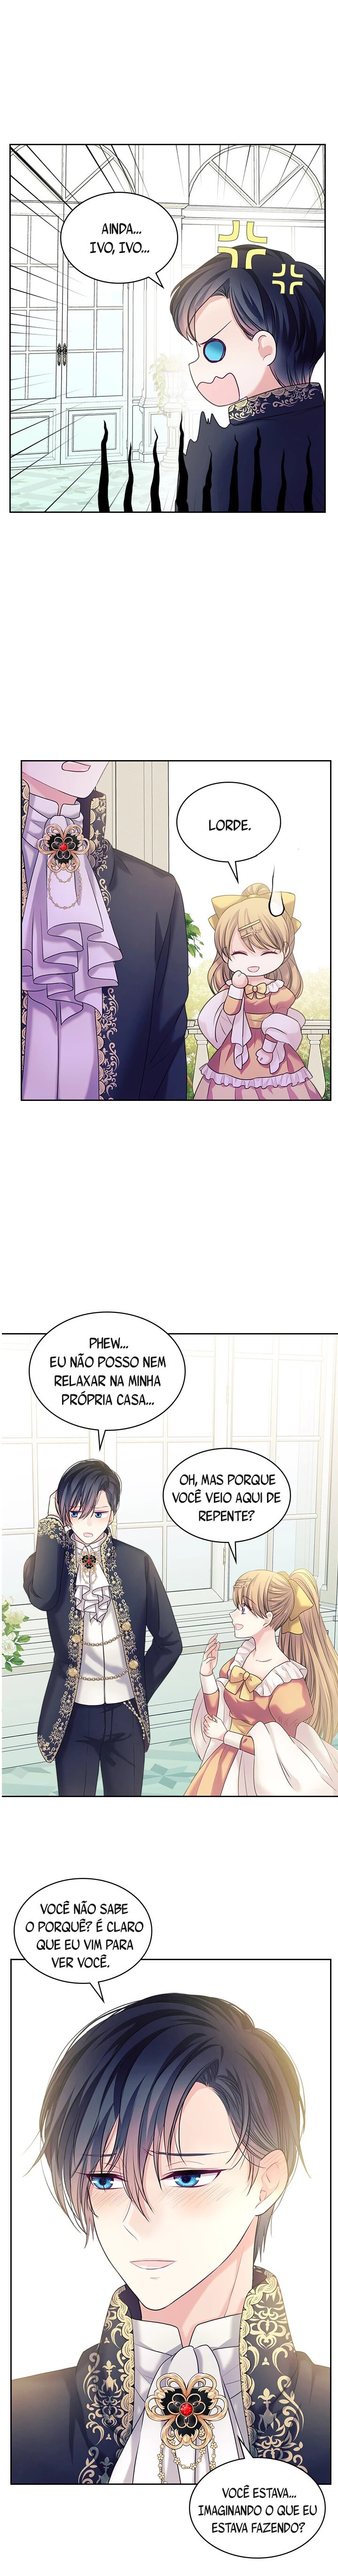 AINDA...
IVO, IVO...
LORDE.
PHEW...
EU NÃO POSSO NEM
RELAXAR NA MINHA
PRÓPRIA CASA...
OH, MAS PORQUE
VOCÊ VEIO AQUI DE
REPENTE?
VOCÊ NÃO SABE
O PORQUÊ? É CLARO
QUE EU VIM PARA
VER VOCÊ.
VOCÊ ESTAVA...
IMAGINANDO O QUE EU
ESTAVA FAZENDO?